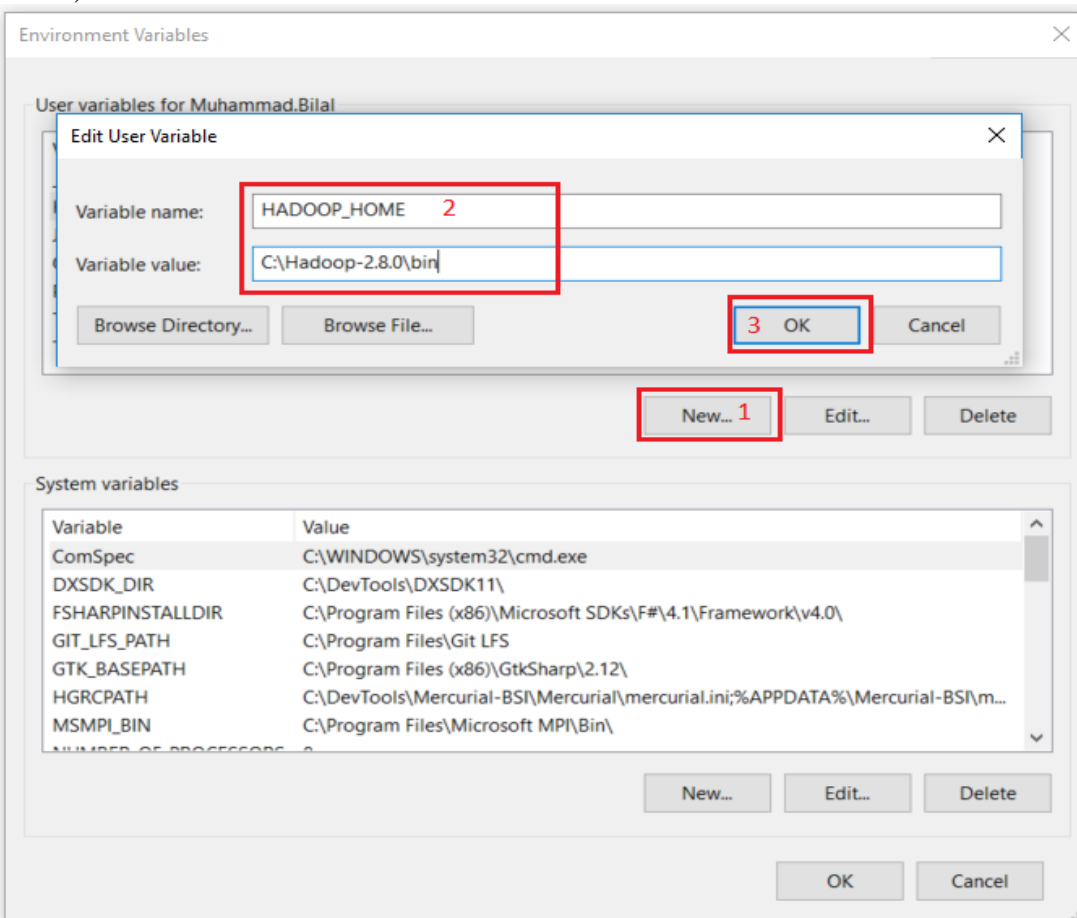 Environment Variables
User variables for Muhammad.Bilal
Edit User Variable
Variable name: HADOOP_HOME 2
Variable value: C:\Hadoop-2.8.0\bin
Browse Directory... Browse File... 3 OK Cancel
New... 1 Edit... Delete
System variables
Variable Value
ComSpec C:\WINDOWS\system32\cmd.exe
DXSDK_DIR C:\DevTools\DXSDK11\
FSHARPINSTALLDIR C:\Program Files (x86)\Microsoft SDKs\F#\4.1\Framework\v4.0\
GIT_LFS_PATH C:\Program Files\Git LFS
GTK_BASEPATH C:\Program Files (x86)\GtkSharp\2.12\
HGRCPATH C:\DevTools\Mercurial-BSI\Mercurial\mercurial.ini;%APPDATA%\Mercurial-BSI\m...
MSMPI_BIN C:\Program Files\Microsoft MPI\Bin\
NUMBER_OF_PROCESSORS
New... Edit... Delete
OK Cancel